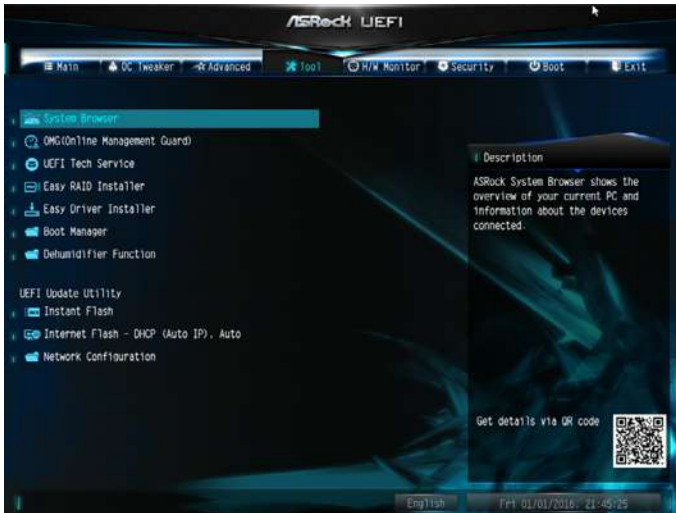 ASRock UEFI
Main OC Tweaker Advanced Tool H/W Monitor Security Boot Exit
System Browser
OMG(Online Management Guard)
UEFI Tech Service
Easy RAID Installer
Easy Driver Installer
Boot Manager
Dehumidifier Function
UEFI Update Utility
Instant Flash
Internet Flash - DHCP (Auto IP), Auto
Network Configuration
Description
ASRock System Browser shows the
overview of your current PC and
information about the devices
connected.
Get details via QR code
English
Fri 01/01/2016, 21:45:25